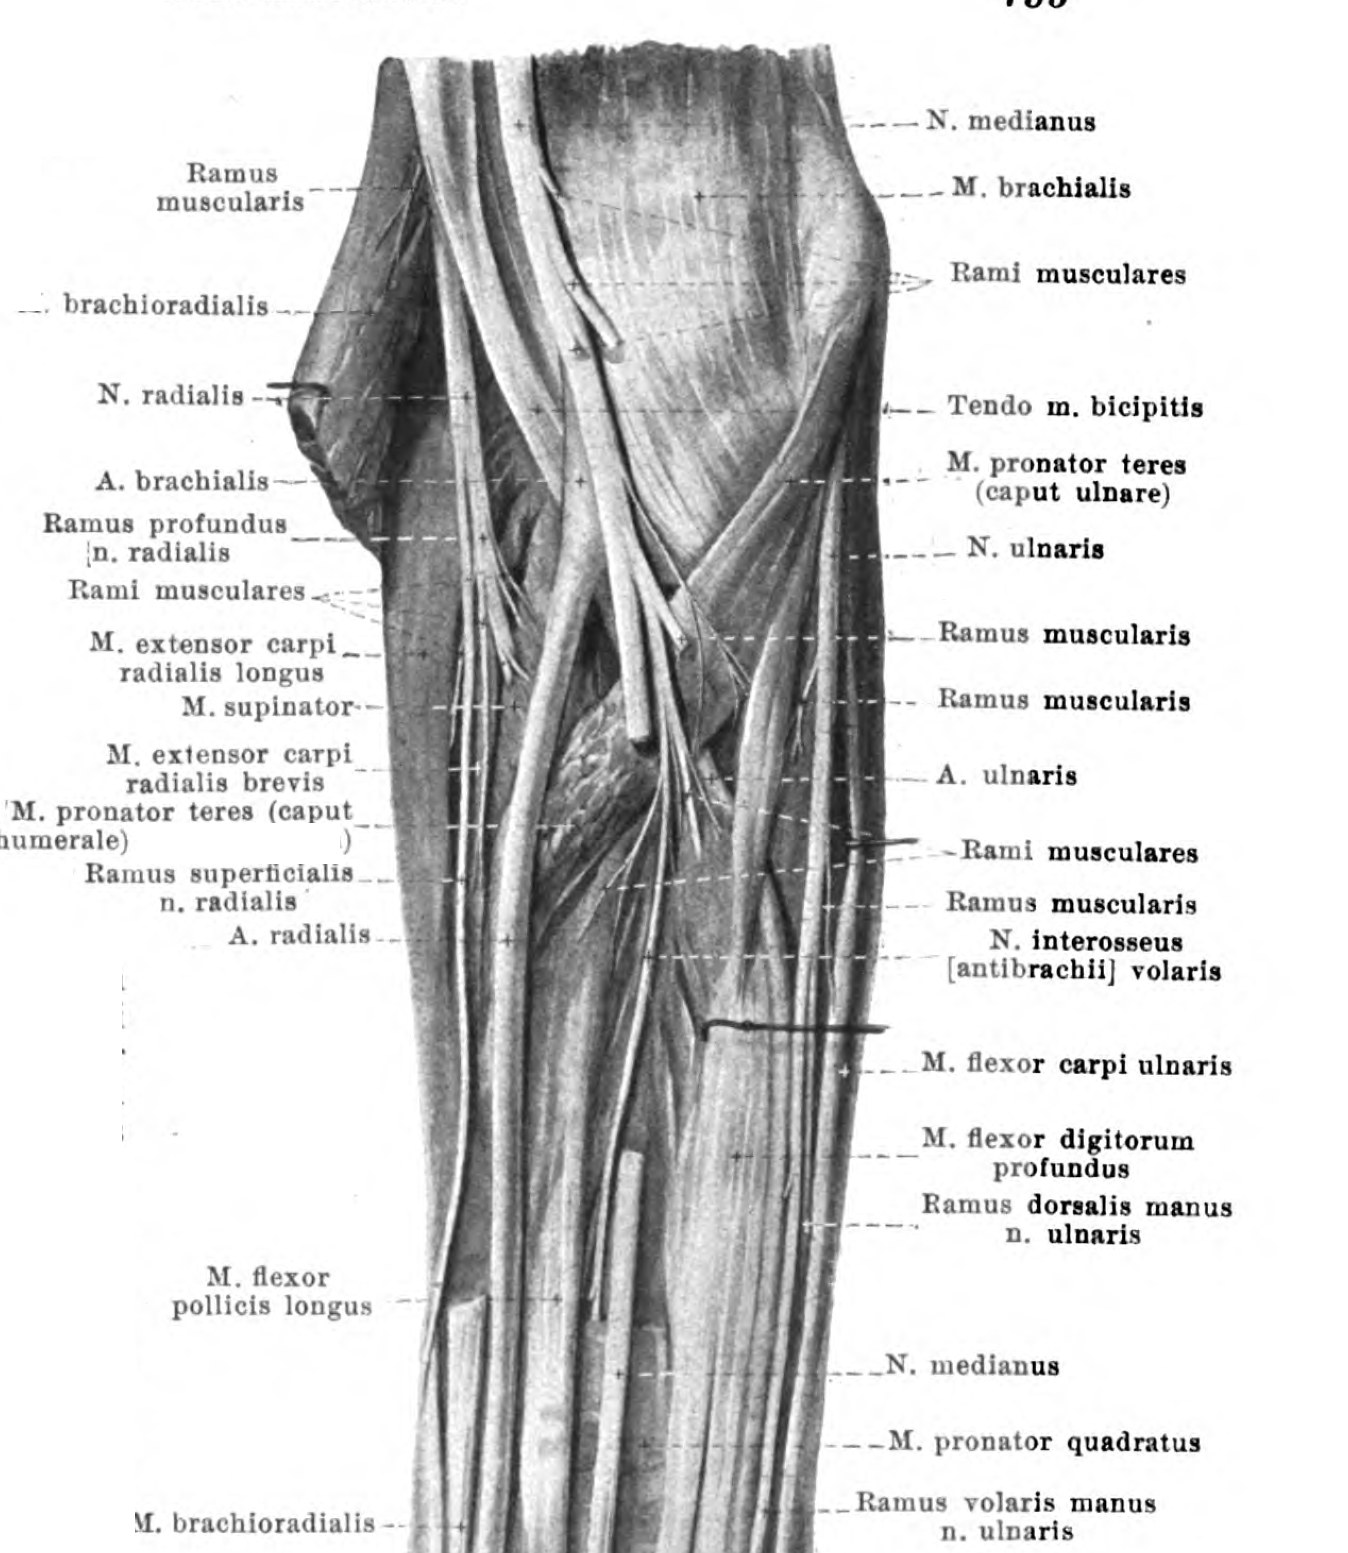 Ramus
muscularis
brachioradialis
N. radialis
A. brachialis
Ramus profundus
n. radialis
Rami musculares
M. extensor carpi
radialis longus
M. supinator
M. extensor carpi
radialis brevis
M. pronator teres (caput
humerale) )
Ramus superficialis
n. radialis
A. radialis
M. flexor
pollicis longus
M. brachioradialis
N. medianus
M. brachialis
Rami musculares
Tendo m. bicipitis
M. pronator teres
(caput ulnare)
N. ulnaris
Ramus muscularis
Ramus muscularis
A. ulnaris
Rami musculares
Ramus muscularis
N. interosseus
[antibrachii] volaris
M. flexor carpi ulnaris
M. flexor digitorum
profundus
Ramus dorsalis manus
n. ulnaris
N. medianus
M. pronator quadratus
Ramus volaris manus
n. ulnaris